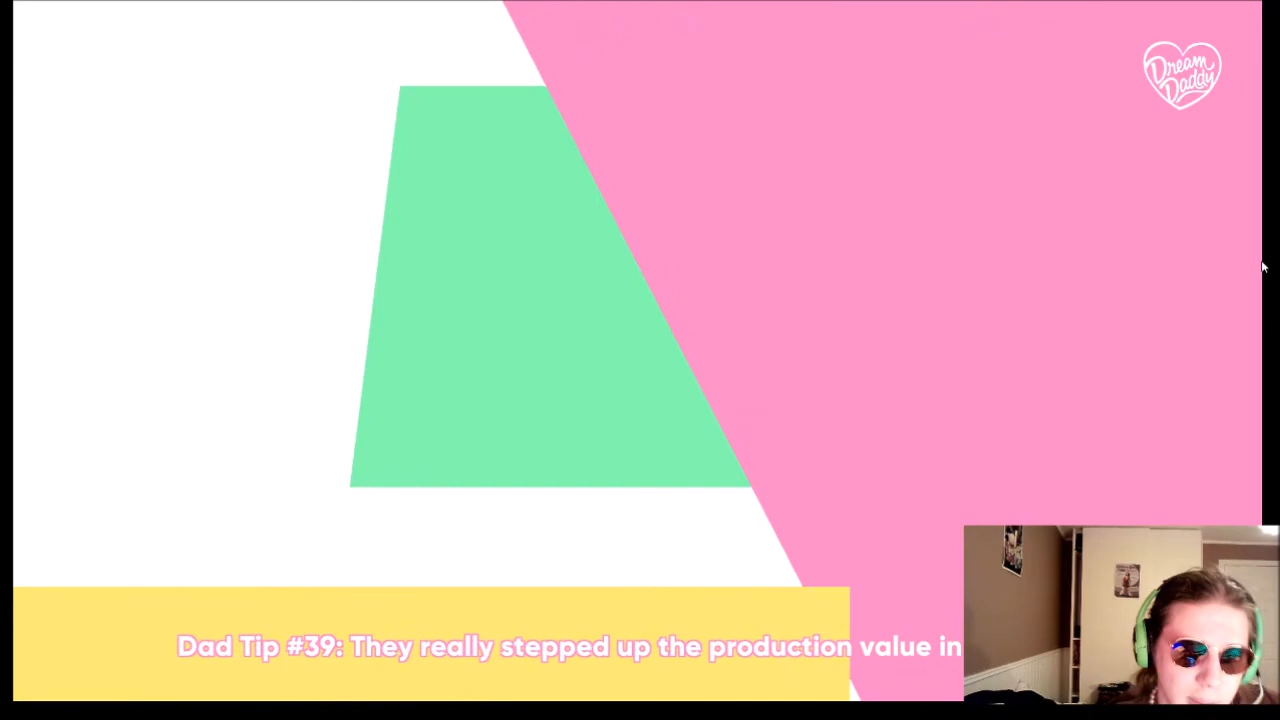 Dream
Daddy
Dad Tip #39: They really stepped up the production value in